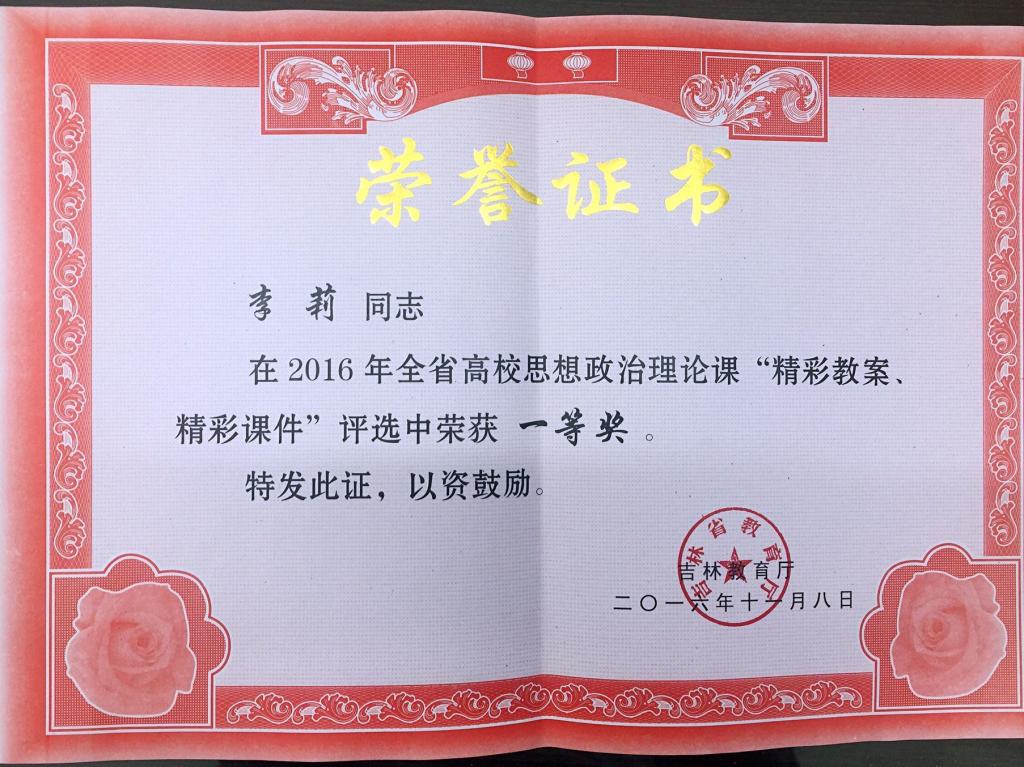 荣誉证书
李莉 同志
在2016年全省高校思想政治理论课“精彩教案、
精彩课件”评选中荣获 一等奖 。
特发此证，以资鼓励。
吉林省教育厅
吉林教育厅
二〇一六年十一月八日